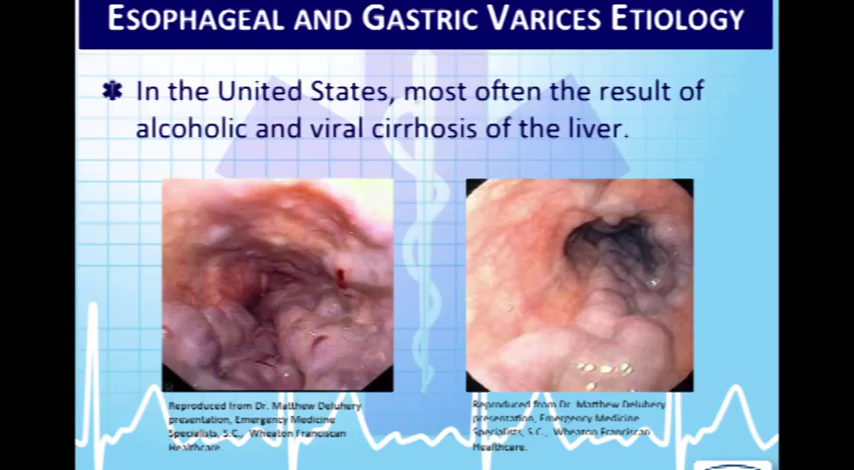 ESOPHAGEAL AND GASTRIC VARICES ETIOLOGY
In the United States, most often the result of
alcoholic and viral cirrhosis of the liver.
Reproduced from Dr. Matthew Deluhery
presentation, Emergency Medicine
Specialists, S.C., Wheaton Franciscan
Healthcare.
Reproduced from Dr. Matthew Deluhery
presentation, Emergency Medicine
Specialists, S.C., Wheaton Franciscan
Healthcare.